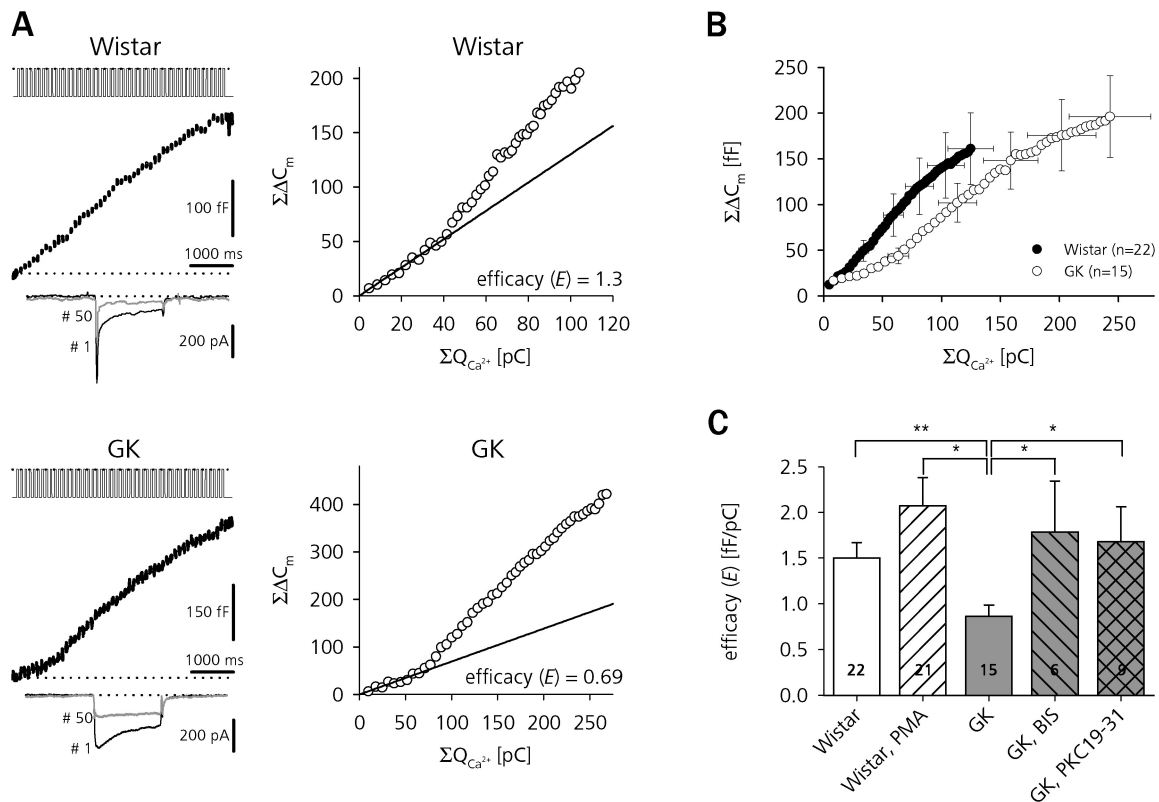 A
Wistar
100 fF
1000 ms
# 50
# 1
200 pA
Wistar
ΣΔCm
200
150
100
50
0
0 20 40 60 80 100 120
efficacy (E) = 1.3
ΣQCa²⁺ [pC]
GK
150 fF
1000 ms
# 50
# 1
200 pA
GK
ΣΔCm
400
300
200
100
0
0 50 100 150 200 250
efficacy (E) = 0.69
ΣQCa²⁺ [pC]
B
ΣΔCm [fF]
250
200
150
100
50
0
0 50 100 150 200 250
Wistar (n=22)
GK (n=15)
ΣQCa²⁺ [pC]
C
** *
* *
efficacy (E) [fF/pC]
2.5
2.0
1.5
1.0
0.5
0.0
22 21 15 6 9
Wistar
Wistar, PMA
GK
GK, BIS
GK, PKC19-31